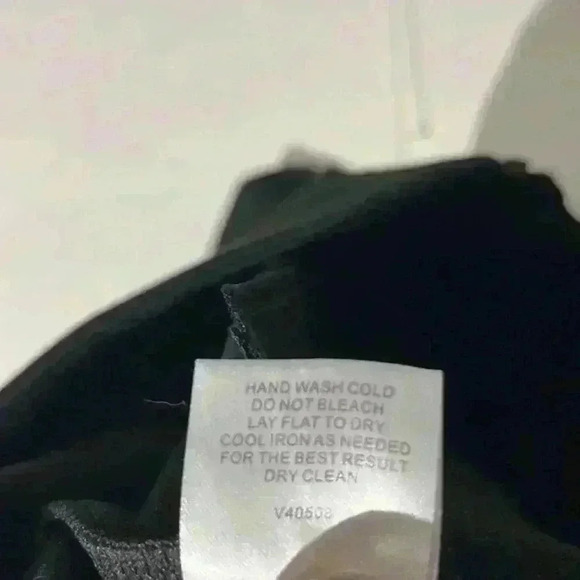 HAND WASH COLD
DO NOT BLEACH
LAY FLAT TO DRY
COOL IRON AS NEEDED
FOR THE BEST RESULT
DRY CLEAN
V40508